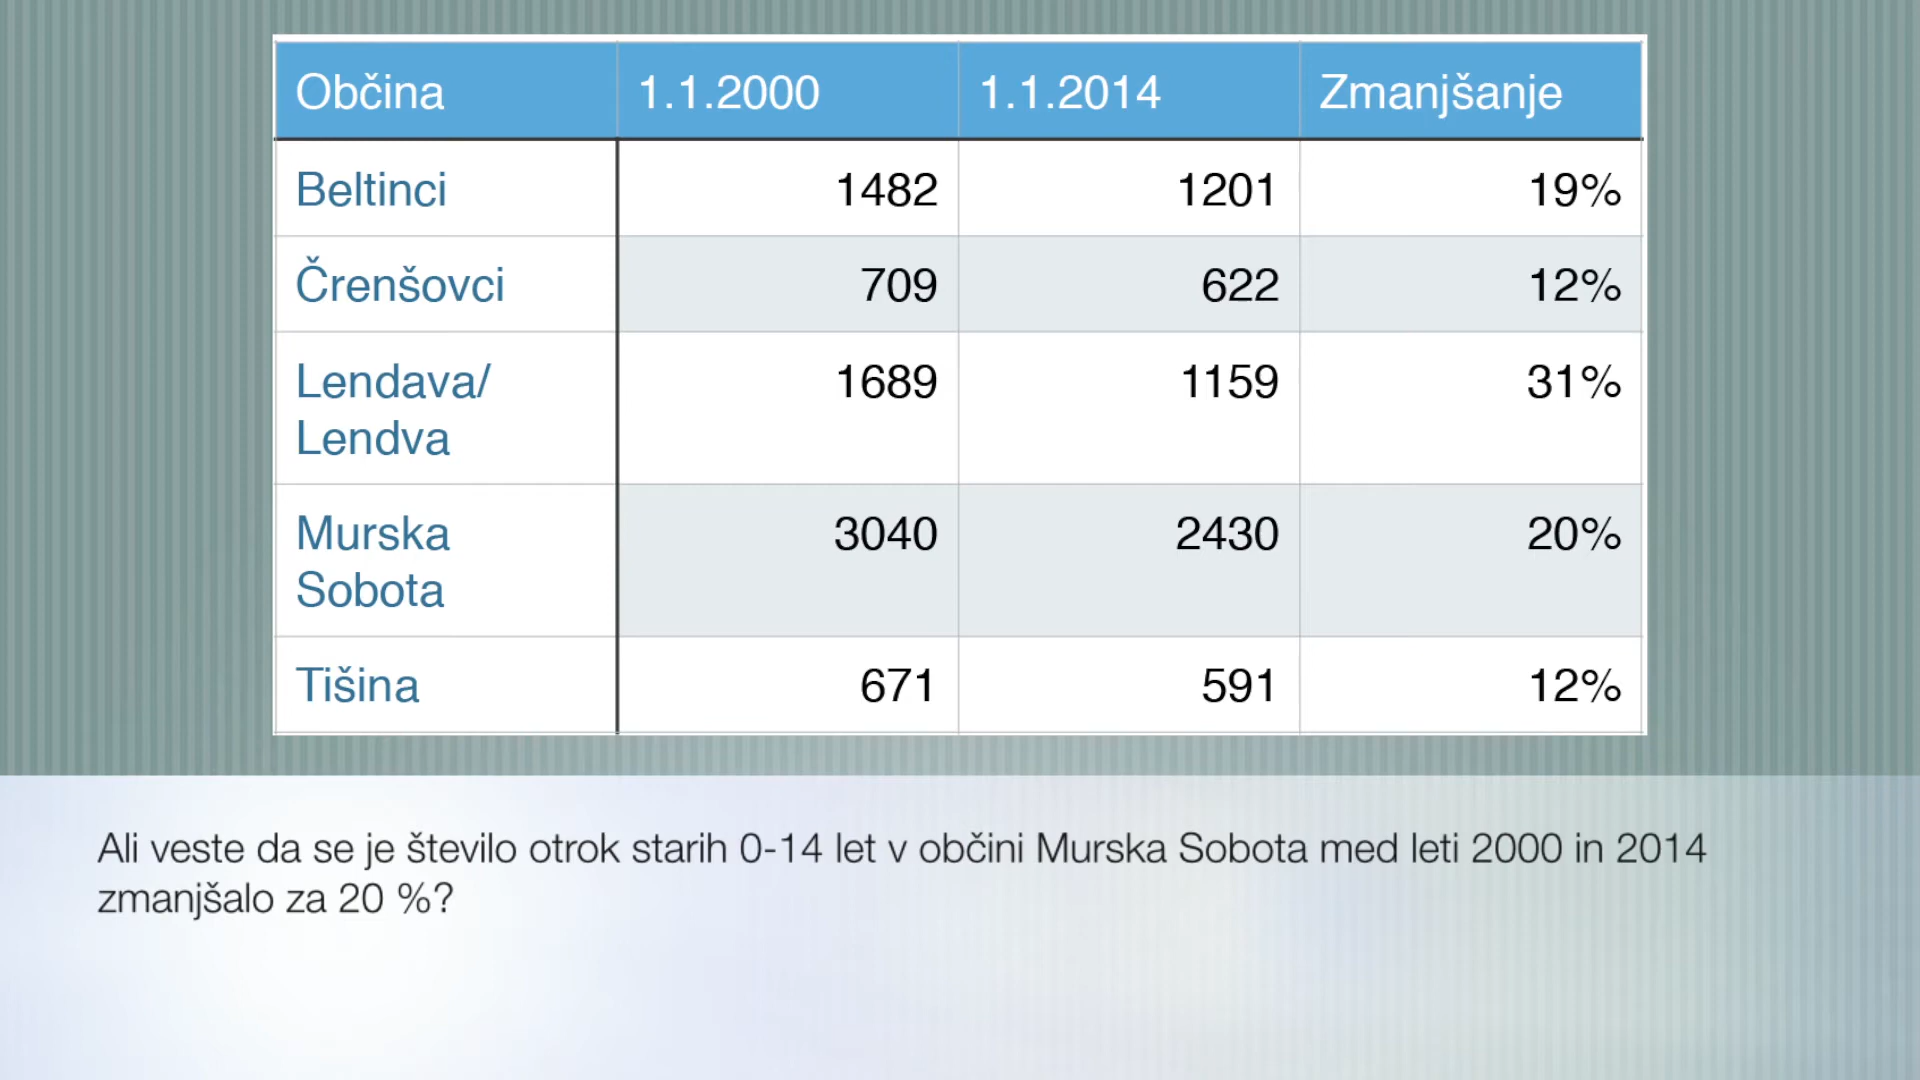 Občina 1.1.2000 1.1.2014 Zmanjšanje
Beltinci 1482 1201 19%
Črenšovci 709 622 12%
Lendava/ 1689 1159 31%
Lendva
Murska 3040 2430 20%
Sobota
Tišina 671 591 12%
Ali veste da se je število otrok starih 0-14 let v občini Murska Sobota med leti 2000 in 2014
zmanjšalo za 20 %?